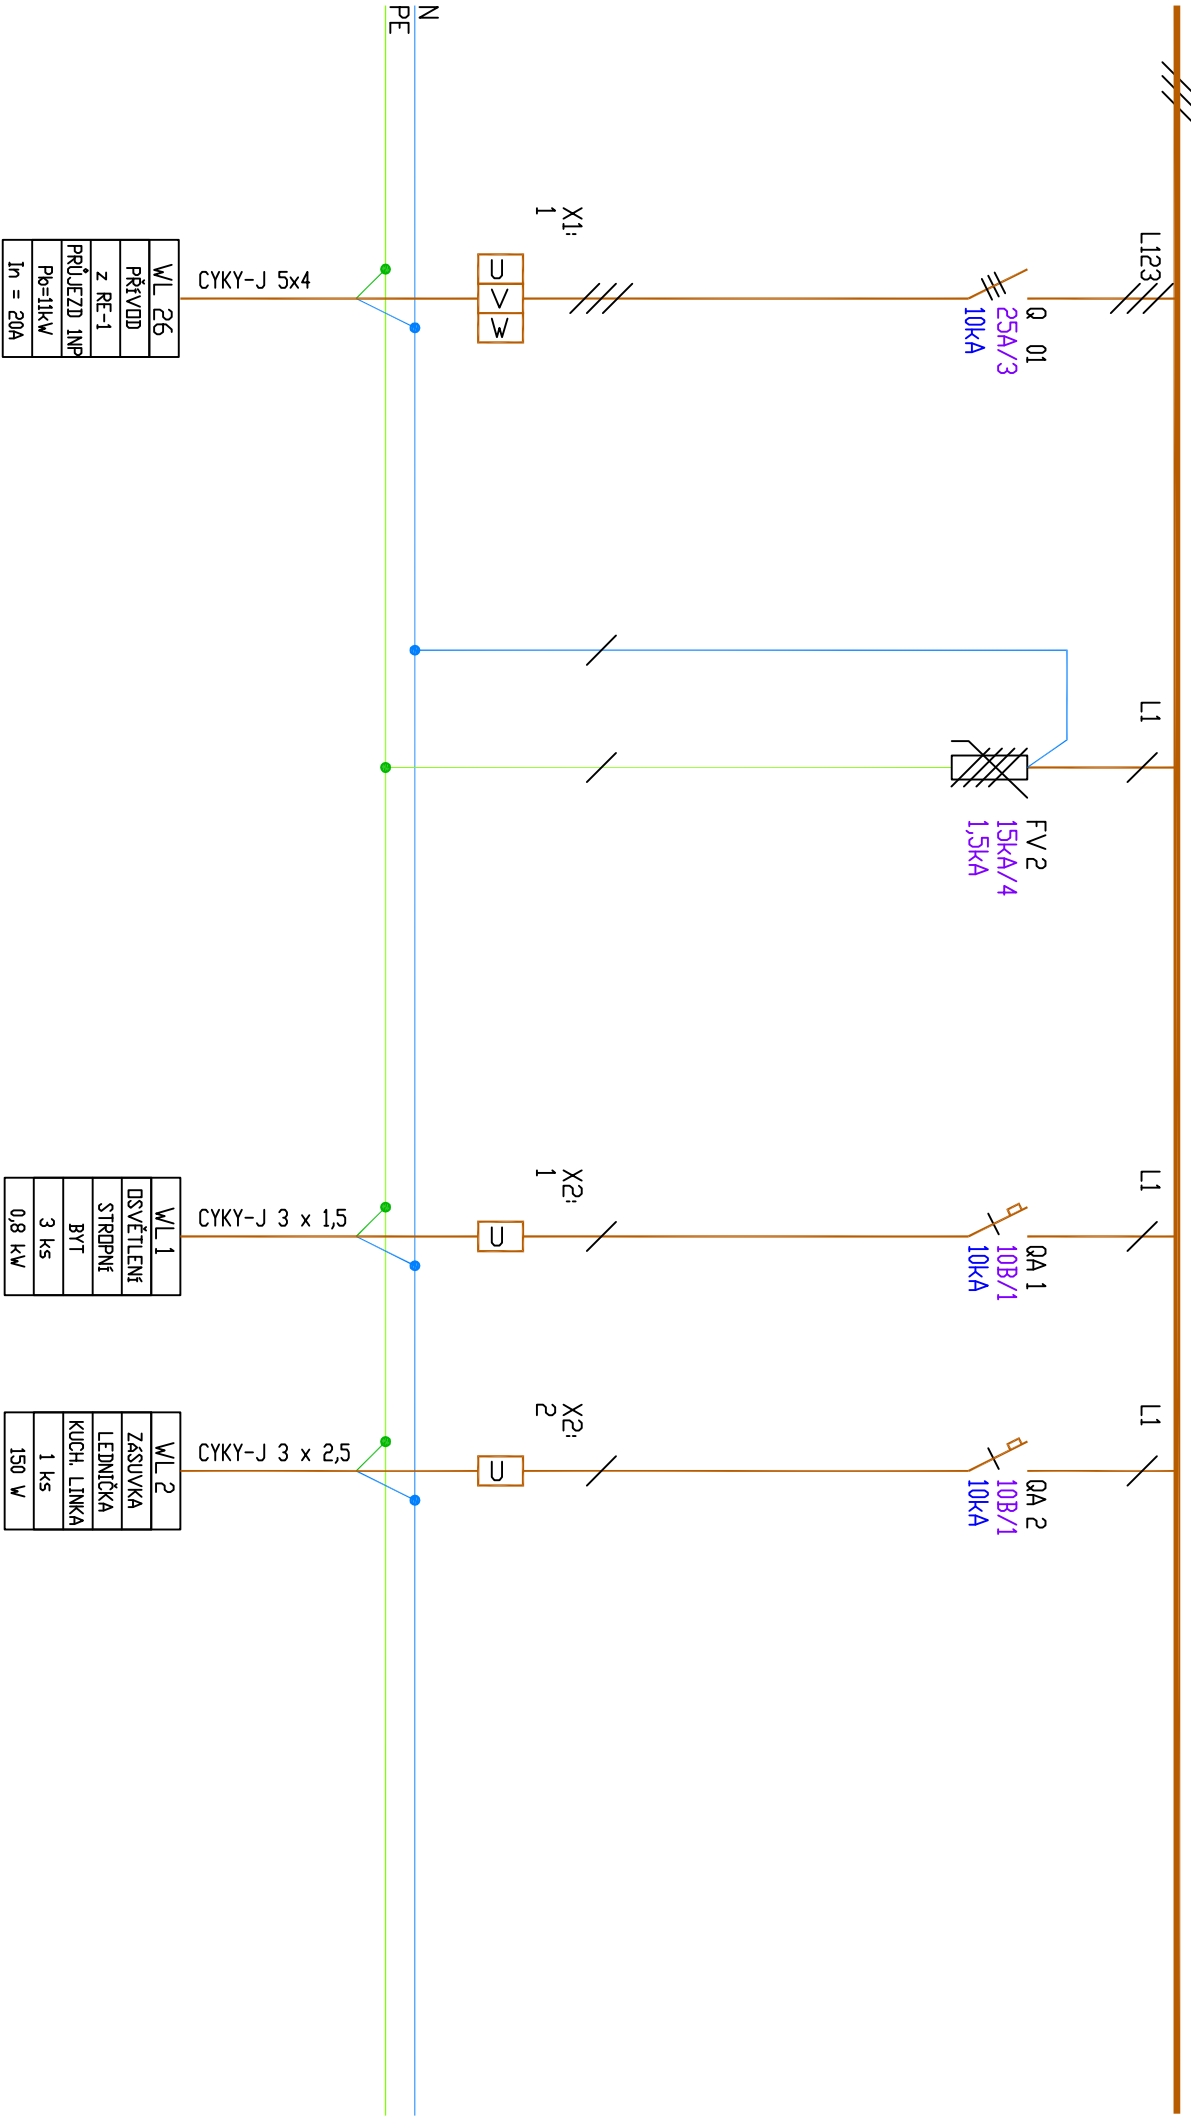 L123
L1
L1
L1
Q 01
25A/3
10kA
FV 2
15kA/4
1,5kA
QA 1
10B/1
10kA
QA 2
10B/1
10kA
X1:
1
X2:
1
X2:
2
U
V
W
U
U
N
PE
CYKY-J 5x4
CYKY-J 3 x 1,5
CYKY-J 3 x 2,5
WL 26
PŘÍVOD
z RE-1
PRŮJEZD 1NP
Pb=11kW
In = 20A
WL 1
OSVĚTLENÍ
STROPNÍ
BYT
3 ks
0,8 kW
WL 2
ZÁSUVKA
LEDNIČKA
KUCH. LINKA
1 ks
150 W